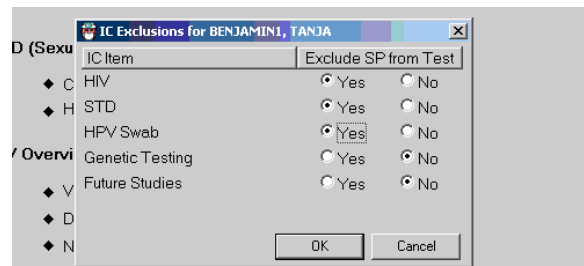 IC Exclusions for BENJAMIN1, TANJA
D (Sexu
IC Item Exclude SP from Test
C HIV Yes No
H STD Yes No
HPV Swab Yes No
/ Overvi
Genetic Testing Yes No
V Future Studies Yes No
D
N OK Cancel